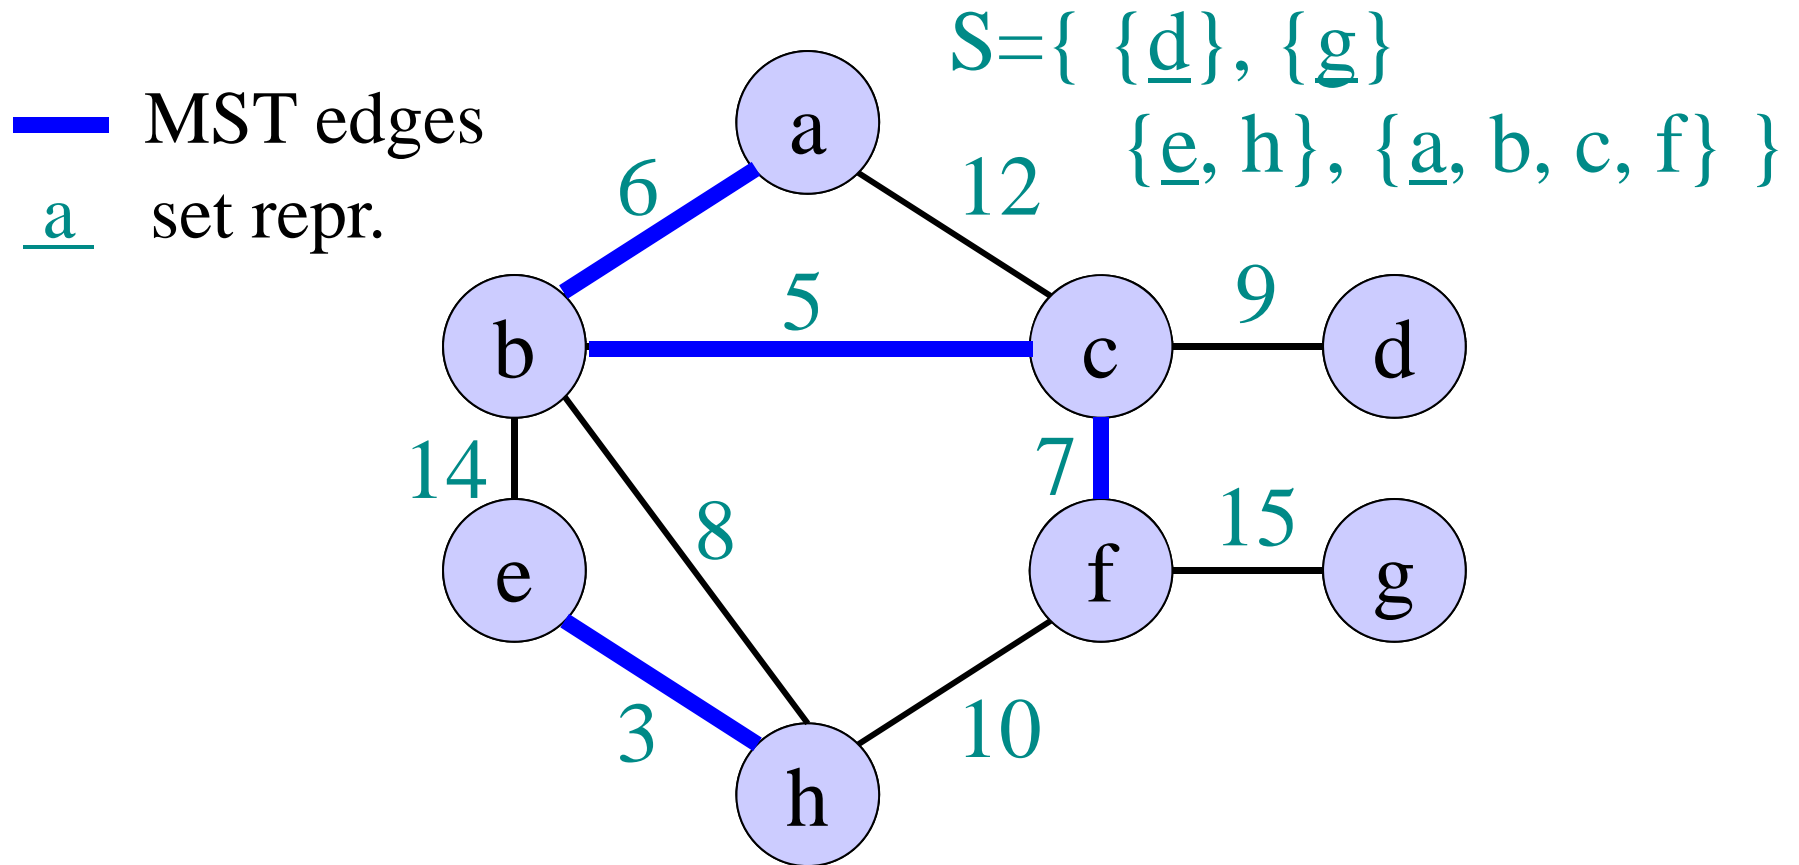 S={ {d}, {g}
{e, h}, {a, b, c, f} }
MST edges
a set repr.
a
6
12
5
9
b
c
d
14
7
8
15
e
f
g
3
10
h